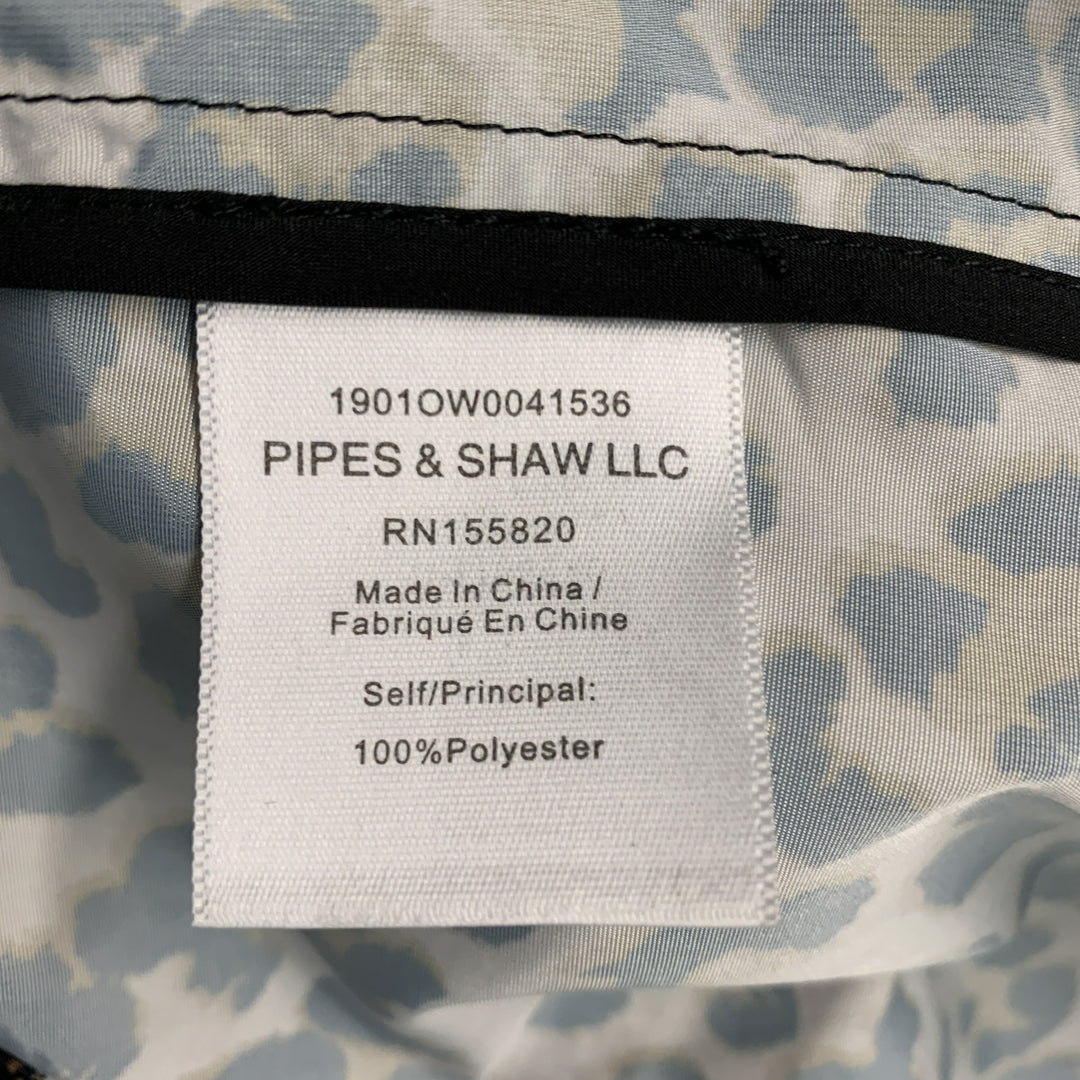 1901OW0041536
PIPES & SHAW LLC
RN155820
Made In China /
Fabriqué En Chine
Self/Principal:
100%Polyester